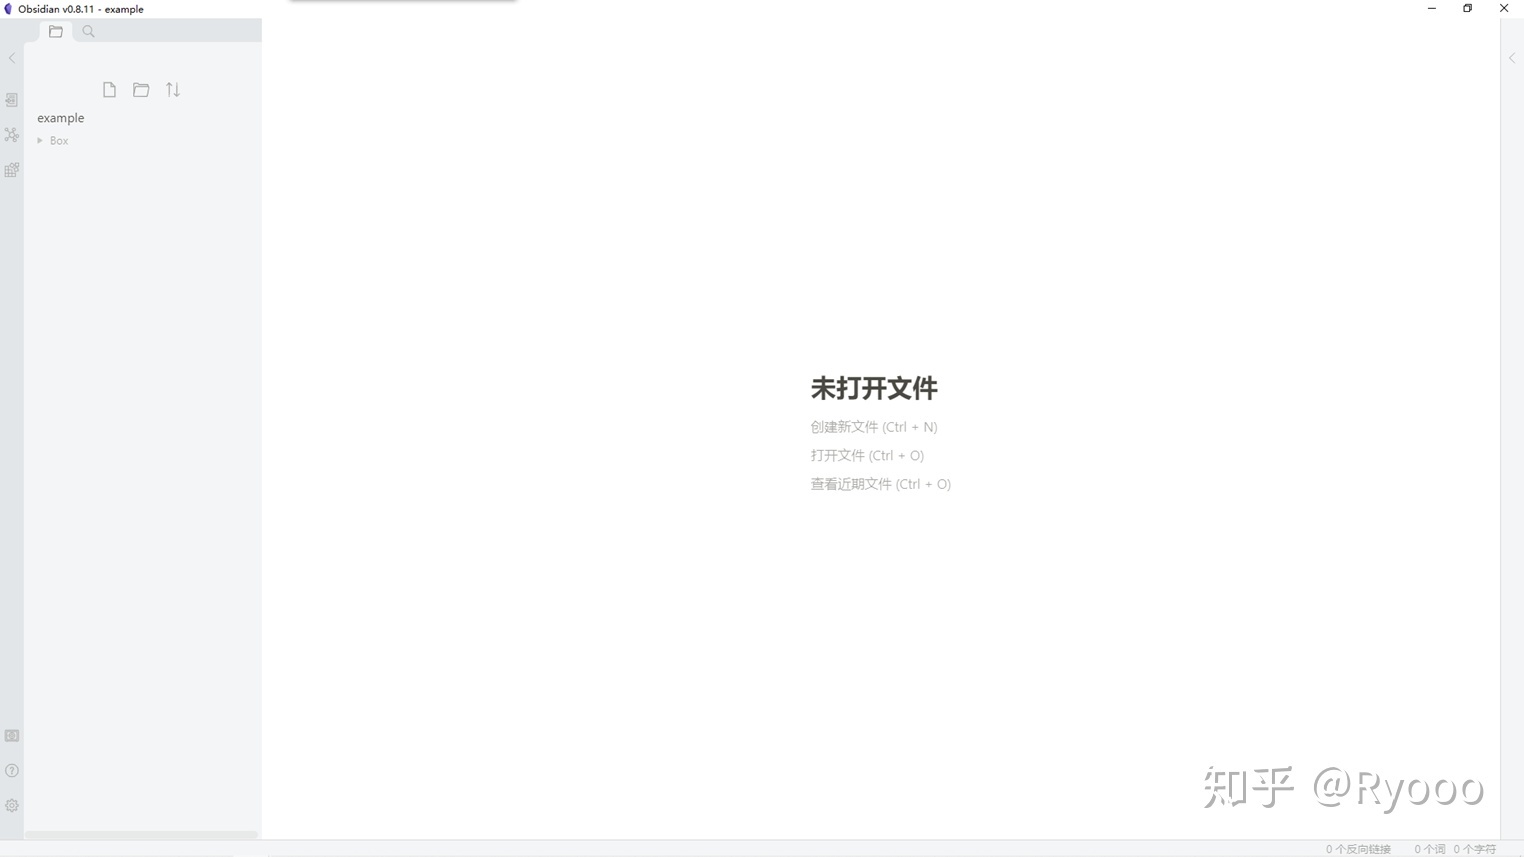 Obsidian v0.8.11 - example
example
Box
未打开文件
创建新文件 (Ctrl + N)
打开文件 (Ctrl + O)
查看近期文件 (Ctrl + O)
知乎 @Ryooo
0 个反向链接 0 个词 0 个字符